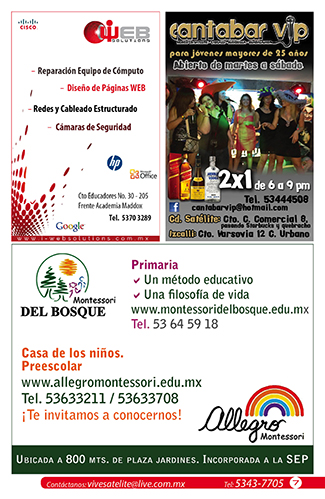 CISCO
iWEB
SOLUTIONS
– Reparación Equipo de Cómputo
– Diseño de Páginas WEB
– Redes y Cableado Estructurado
– Cámaras de Seguridad
hp
Office
Cto Educadores No. 30 - 205
Frente Academia Maddox
Tel. 5370 3289
Google
www.i-websolutions.com.mx
cantabar vip
para jóvenes mayores de 25 años
Abierto de martes a sábado
2x1 de 6 a 9 pm
Tel. 53444508
cantabarvip@hotmail.com
Cd. Satélite: Cto. C. Comercial 8,
pasando Starbucks y quebracho
Izcalli: Cto. Varsovia 12 C. Urbano
Montessori
DEL BOSQUE
Primaria
Un método educativo
Una filosofía de vida
www.montessoridelbosque.edu.mx
Tel. 53 64 59 18
Casa de los niños.
Preescolar
www.allegromontessori.edu.mx
Tel. 53633211 / 53633708
¡Te invitamos a conocernos!
Allegro
Montessori
UBICADA A 800 MTS. DE PLAZA JARDINES. INCORPORADA A LA SEP
Contáctanos: vivesatelite@live.com.mx
Tel: 5343-7705
7